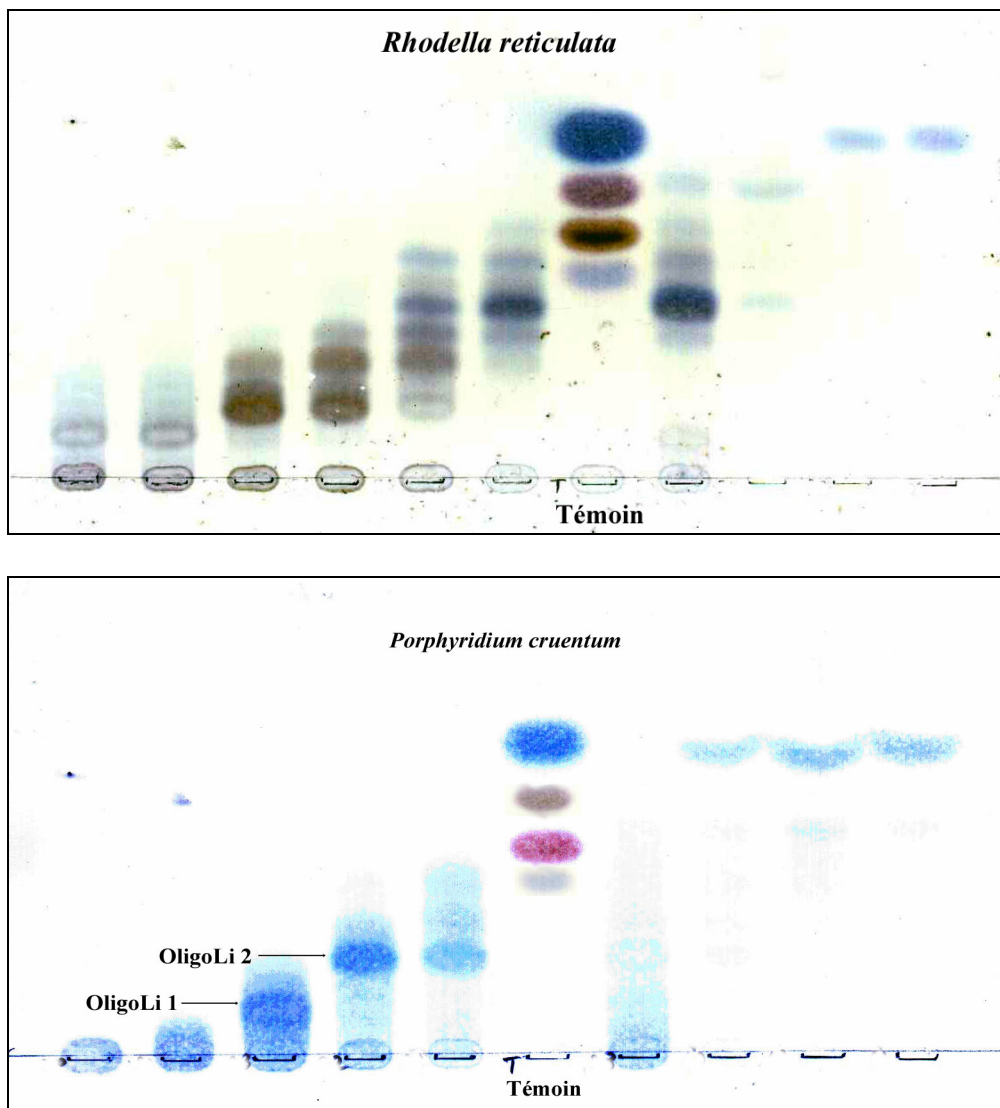 Rhodella reticulata
Témoin
Porphyridium cruentum
OligoLi 2
OligoLi 1
Témoin